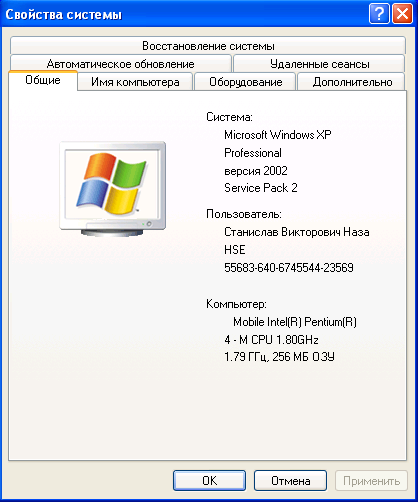 Свойства системы
Восстановление системы
Автоматическое обновление
Удаленные сеансы
Общие
Имя компьютера
Оборудование
Дополнительно
Система:
Microsoft Windows XP
Professional
версия 2002
Service Pack 2
Пользователь:
Станислав Викторович Наза
HSE
55683-640-6745544-23569
Компьютер:
Mobile Intel(R) Pentium(R)
4 - M CPU 1.80GHz
1.79 ГГц, 256 МБ ОЗУ
OK
Отмена
Применить